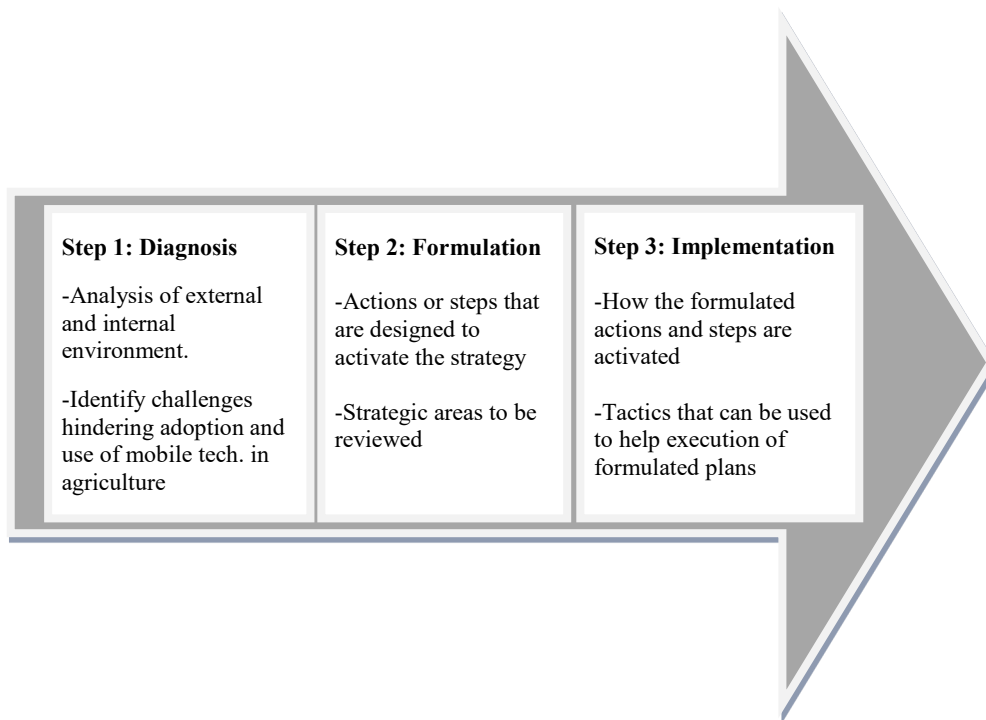 Step 1: Diagnosis
-Analysis of external
and internal
environment.
-Identify challenges
hindering adoption and
use of mobile tech. in
agriculture
Step 2: Formulation
-Actions or steps that
are designed to
activate the strategy
-Strategic areas to be
reviewed
Step 3: Implementation
-How the formulated
actions and steps are
activated
-Tactics that can be used
to help execution of
formulated plans